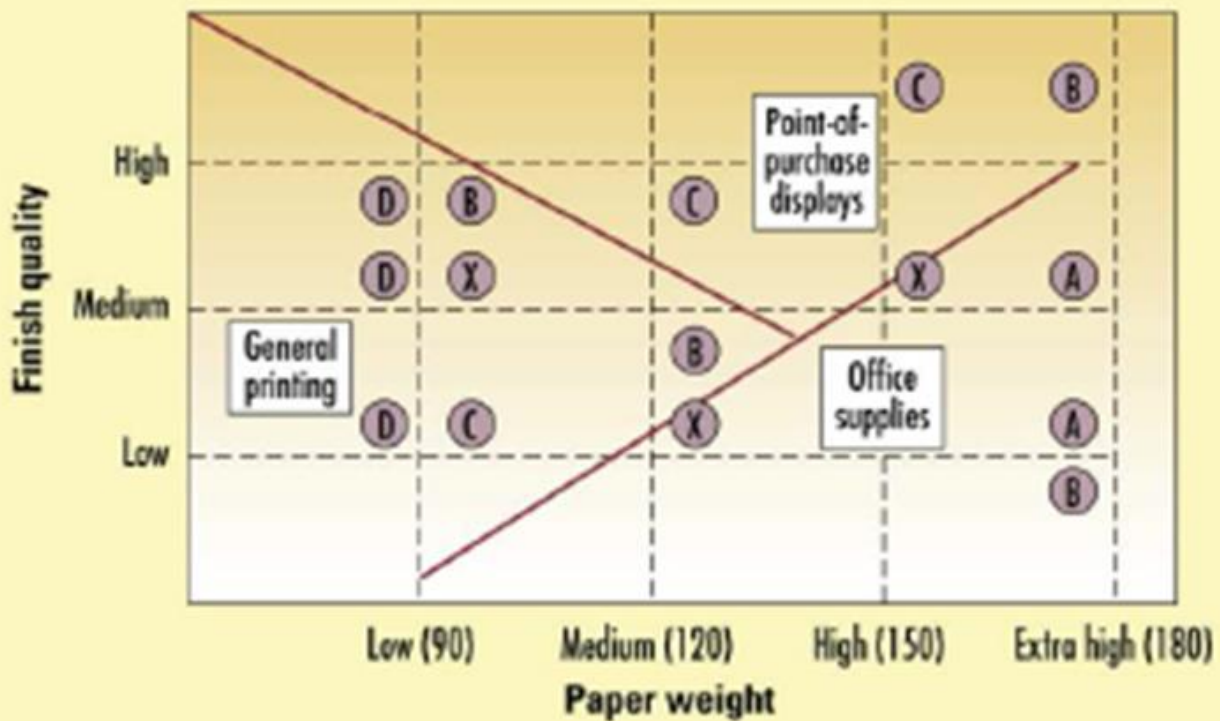 Finish quality
High
Medium
Low
C B
Point-of-
purchase
displays
D B C
D X X A
General
printing
B
Office
supplies
D C X A
B
Low (90) Medium (120) High (150) Extra high (180)
Paper weight